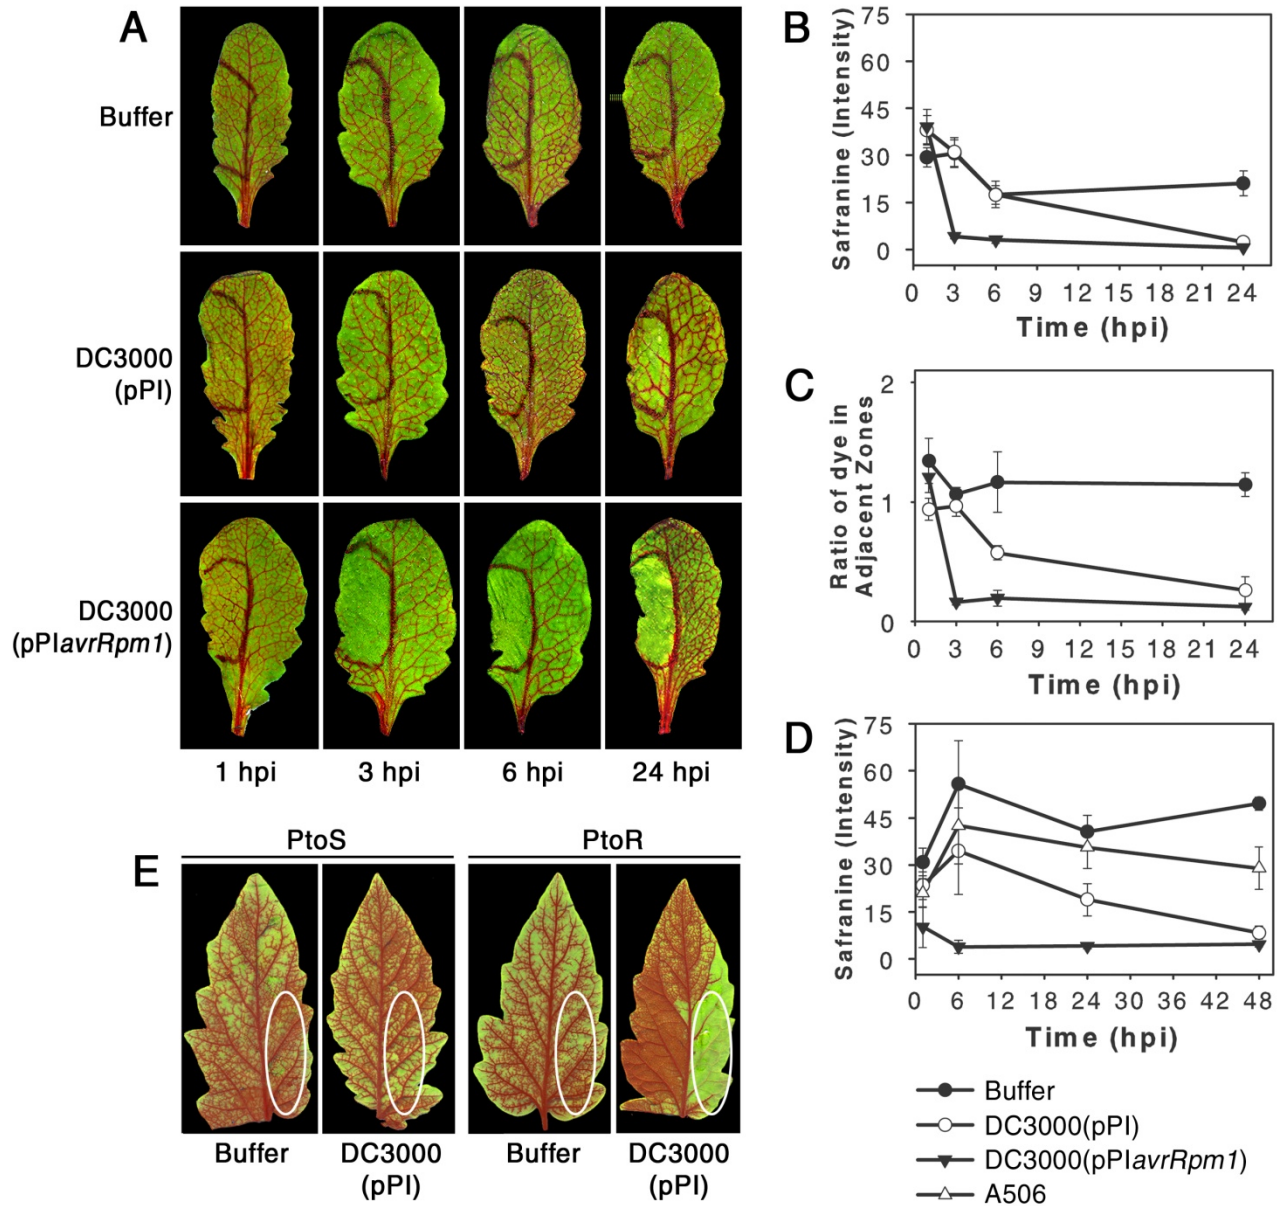 A
Buffer
DC3000
(pPI)
DC3000
(pPIavrRpm1)
1 hpi
3 hpi
6 hpi
24 hpi
B
Safranine (Intensity)
75
60
45
30
15
0
0 3 6 9 12 15 18 21 24
Time (hpi)
C
Ratio of dye in
Adjacent Zones
2
1
0
0 3 6 9 12 15 18 21 24
Time (hpi)
D
Safranine (Intensity)
75
60
45
30
15
0
0 6 12 18 24 30 36 42 48
Time (hpi)
Buffer
DC3000(pPI)
DC3000(pPIavrRpm1)
A506
E
PtoS
PtoR
Buffer
DC3000
(pPI)
Buffer
DC3000
(pPI)